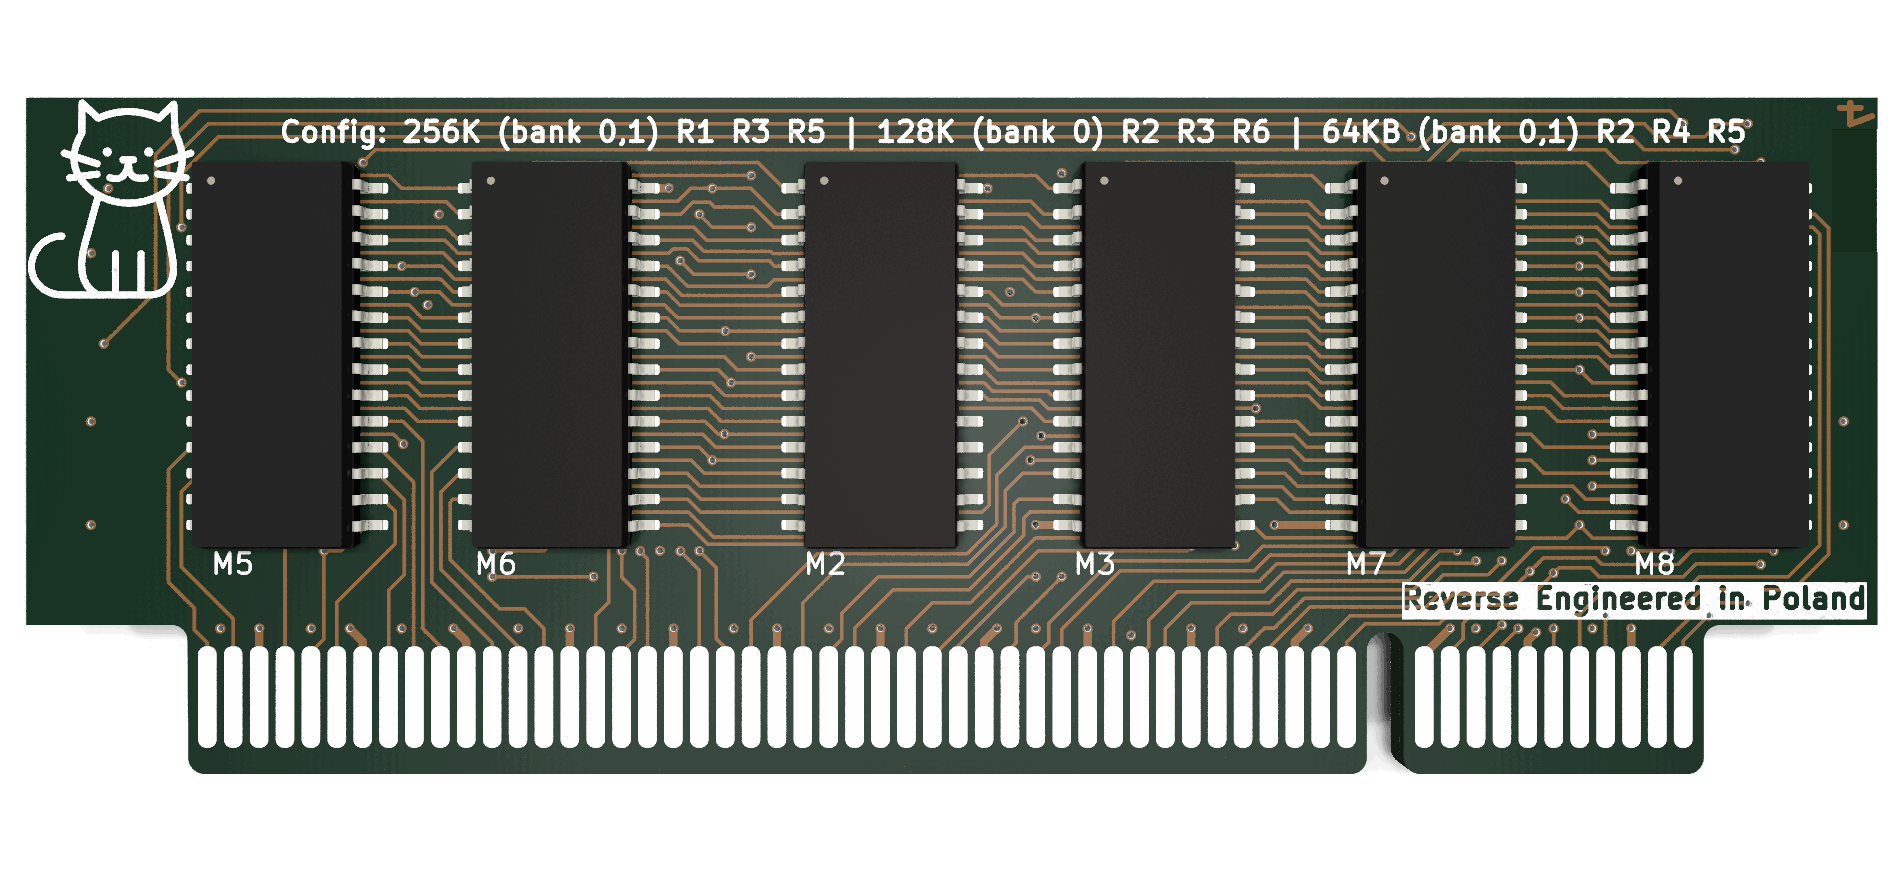 Config: 256K (bank 0,1) R1 R3 R5 | 128K (bank 0) R2 R3 R6 | 64KB (bank 0,1) R2 R4 R5
M5 M6 M2 M3 M7 M8
Reverse Engineered in Poland